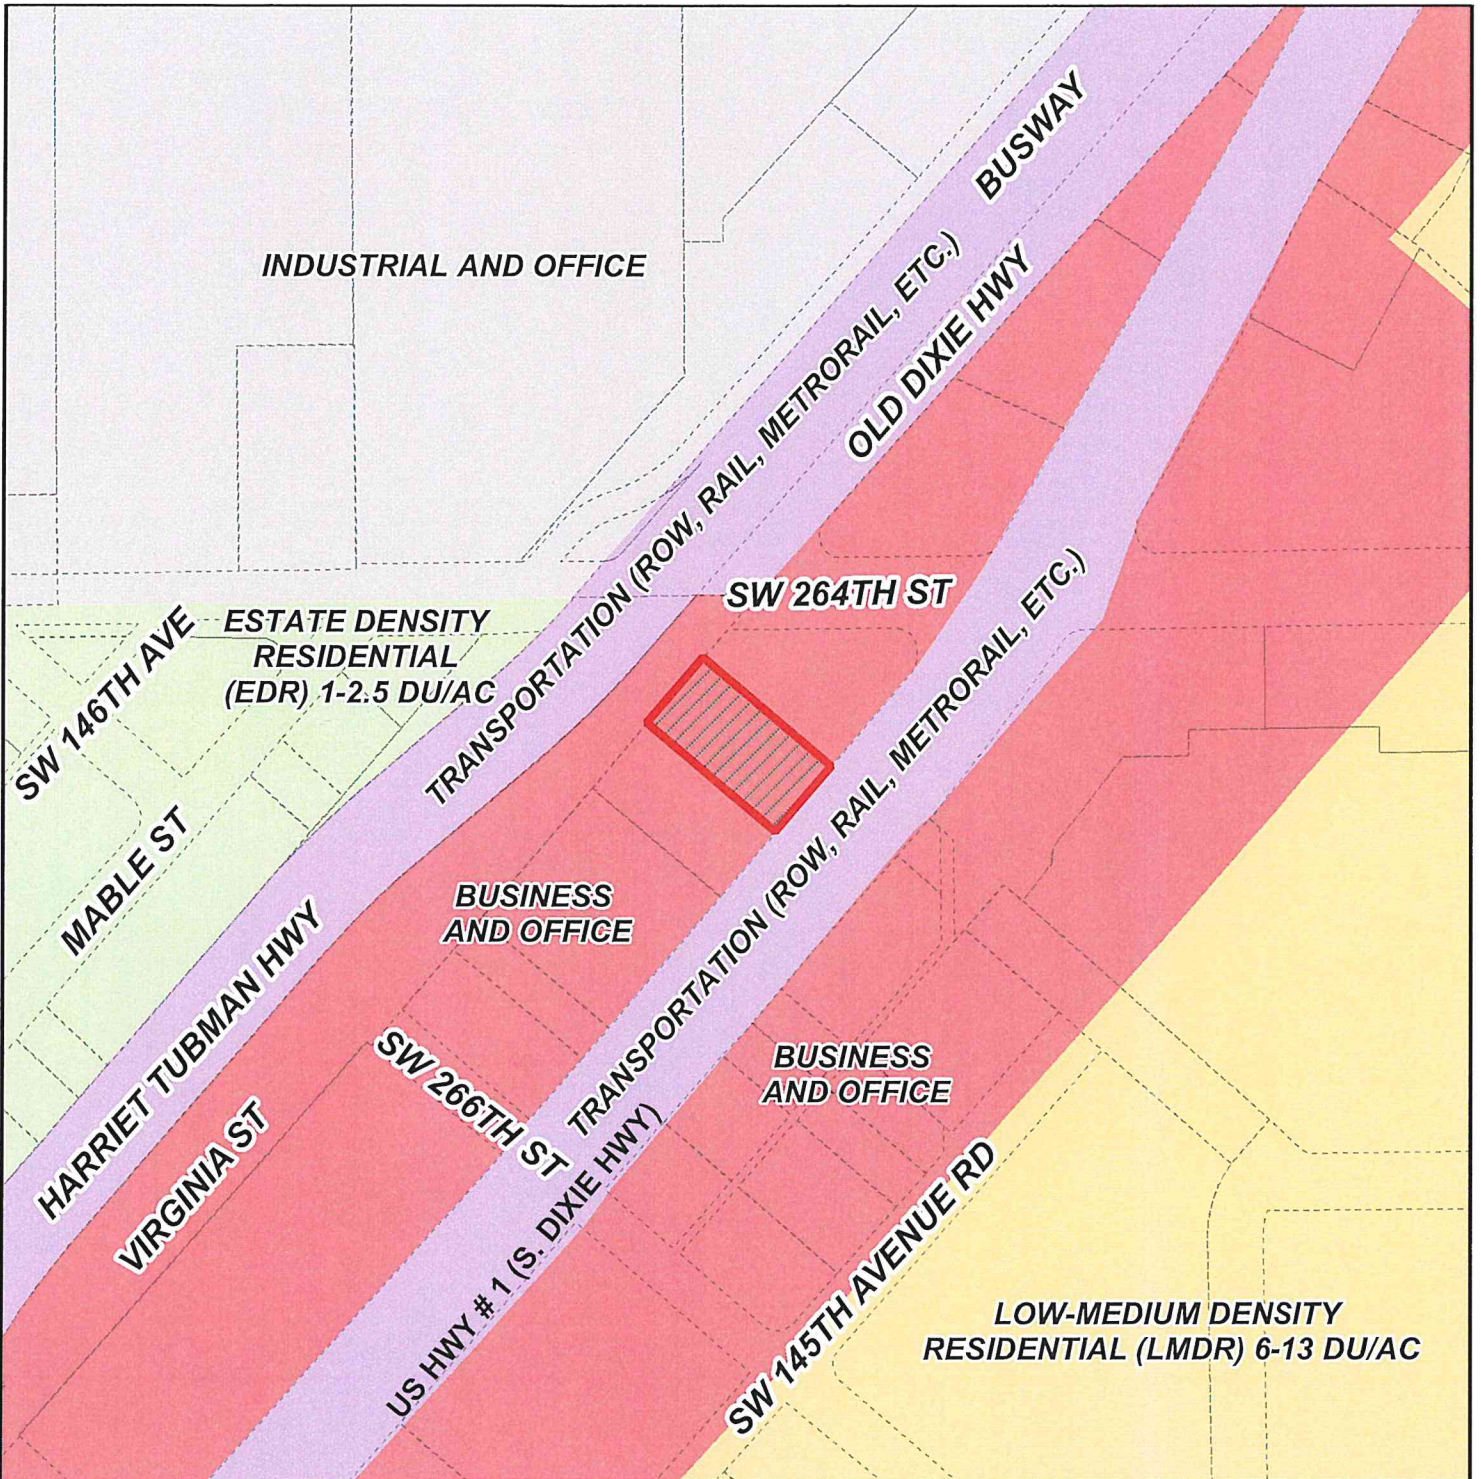 BUSWAY
INDUSTRIAL AND OFFICE
TRANSPORTATION (ROW, RAIL, METRORAIL, ETC.)
OLD DIXIE HWY
SW 264TH ST
SW 146TH AVE
ESTATE DENSITY
RESIDENTIAL
(EDR) 1-2.5 DU/AC
MABLE ST
TRANSPORTATION (ROW, RAIL, METRORAIL, ETC.)
BUSINESS
AND OFFICE
HARRIET TUBMAN HWY
SW 266TH ST
BUSINESS
AND OFFICE
VIRGINIA ST
US HWY # 1 (S. DIXIE HWY)
SW 145TH AVENUE RD
LOW-MEDIUM DENSITY
RESIDENTIAL (LMDR) 6-13 DU/AC